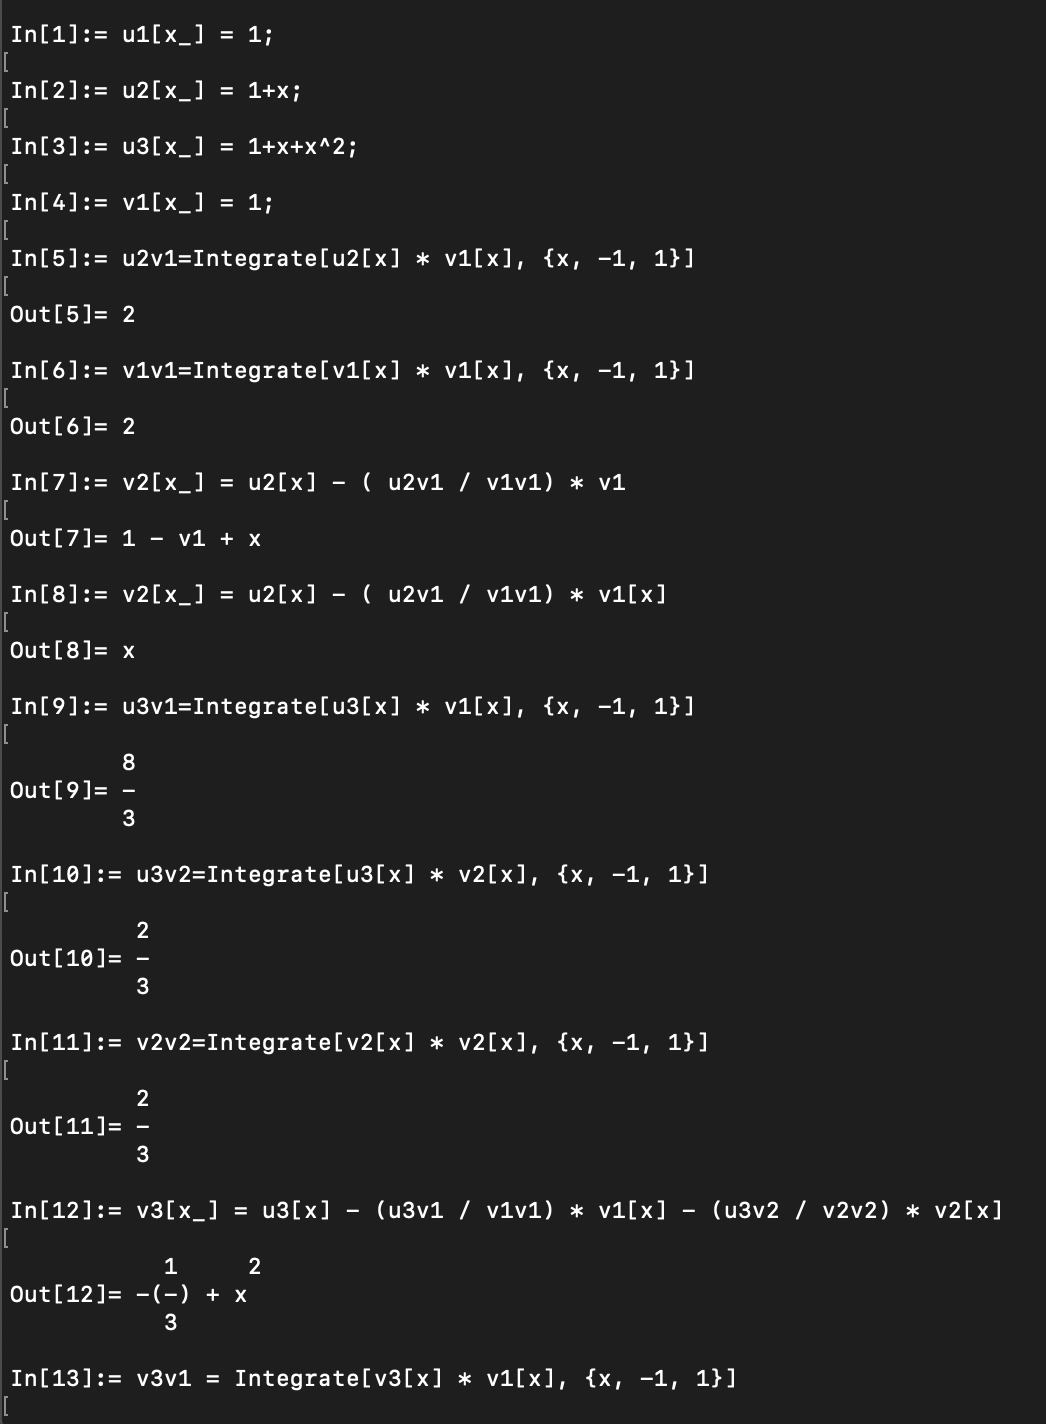 In[1]:= u1[x_] = 1;
[
In[2]:= u2[x_] = 1+x;
[
In[3]:= u3[x_] = 1+x+x^2;
[
In[4]:= v1[x_] = 1;
[
In[5]:= u2v1=Integrate[u2[x] * v1[x], {x, -1, 1}]
[
Out[5]= 2
In[6]:= v1v1=Integrate[v1[x] * v1[x], {x, -1, 1}]
[
Out[6]= 2
In[7]:= v2[x_] = u2[x] - ( u2v1 / v1v1) * v1
[
Out[7]= 1 - v1 + x
In[8]:= v2[x_] = u2[x] - ( u2v1 / v1v1) * v1[x]
[
Out[8]= x
In[9]:= u3v1=Integrate[u3[x] * v1[x], {x, -1, 1}]
[
        8
Out[9]= -
        3
In[10]:= u3v2=Integrate[u3[x] * v2[x], {x, -1, 1}]
[
         2
Out[10]= -
         3
In[11]:= v2v2=Integrate[v2[x] * v2[x], {x, -1, 1}]
[
         2
Out[11]= -
         3
In[12]:= v3[x_] = u3[x] - (u3v1 / v1v1) * v1[x] - (u3v2 / v2v2) * v2[x]
[
           1     2
Out[12]= -(-) + x
           3
In[13]:= v3v1 = Integrate[v3[x] * v1[x], {x, -1, 1}]
[